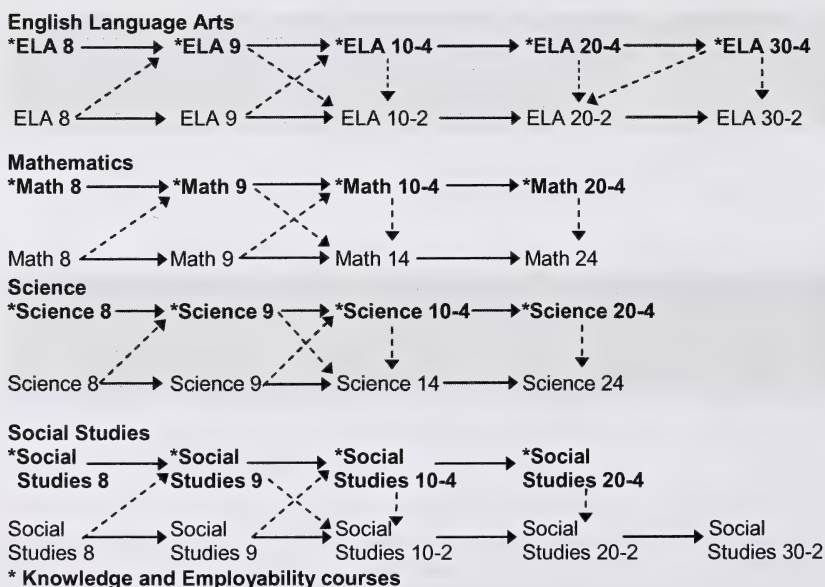 English Language Arts
*ELA 8 *ELA 9 *ELA 10-4 *ELA 20-4 *ELA 30-4
ELA 8 ELA 9 ELA 10-2 ELA 20-2 ELA 30-2
Mathematics
*Math 8 *Math 9 *Math 10-4 *Math 20-4
Math 8 Math 9 Math 14 Math 24
Science
*Science 8 *Science 9 *Science 10-4 *Science 20-4
Science 8 Science 9 Science 14 Science 24
Social Studies
*Social *Social *Social *Social
Studies 8 Studies 9 Studies 10-4 Studies 20-4
Social Social Social Social Social
Studies 8 Studies 9 Studies 10-2 Studies 20-2 Studies 30-2
* Knowledge and Employability courses